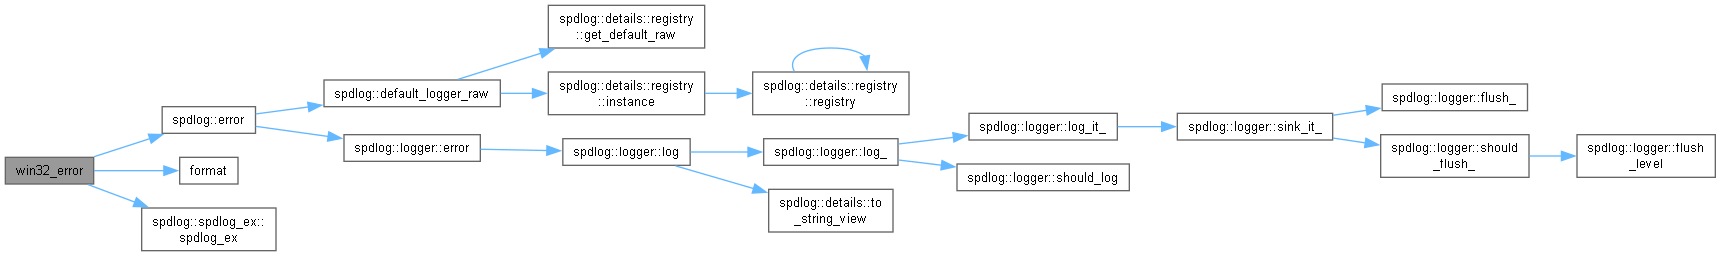 win32_error
spdlog::error
format
spdlog::spdlog_ex::
spdlog_ex
spdlog::default_logger_raw
spdlog::logger::error
spdlog::details::registry
::get_default_raw
spdlog::details::registry
::instance
spdlog::details::registry
::registry
spdlog::logger::log
spdlog::logger::log_
spdlog::details::to
_string_view
spdlog::logger::log_it_
spdlog::logger::should_log
spdlog::logger::sink_it_
spdlog::logger::flush_
spdlog::logger::should
_flush_
spdlog::logger::flush
_level